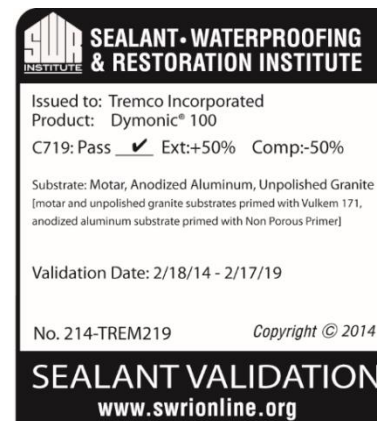 SWR
INSTITUTE
SEALANT • WATERPROOFING
& RESTORATION INSTITUTE
Issued to: Tremco Incorporated
Product: Dymonic® 100
C719: Pass ✔ Ext:+50% Comp:-50%
Substrate: Motar, Anodized Aluminum, Unpolished Granite
[motar and unpolished granite substrates primed with Vulkem 171,
anodized aluminum substrate primed with Non Porous Primer]
Validation Date: 2/18/14 - 2/17/19
No. 214-TREM219 Copyright © 2014
SEALANT VALIDATION
www.swrionline.org